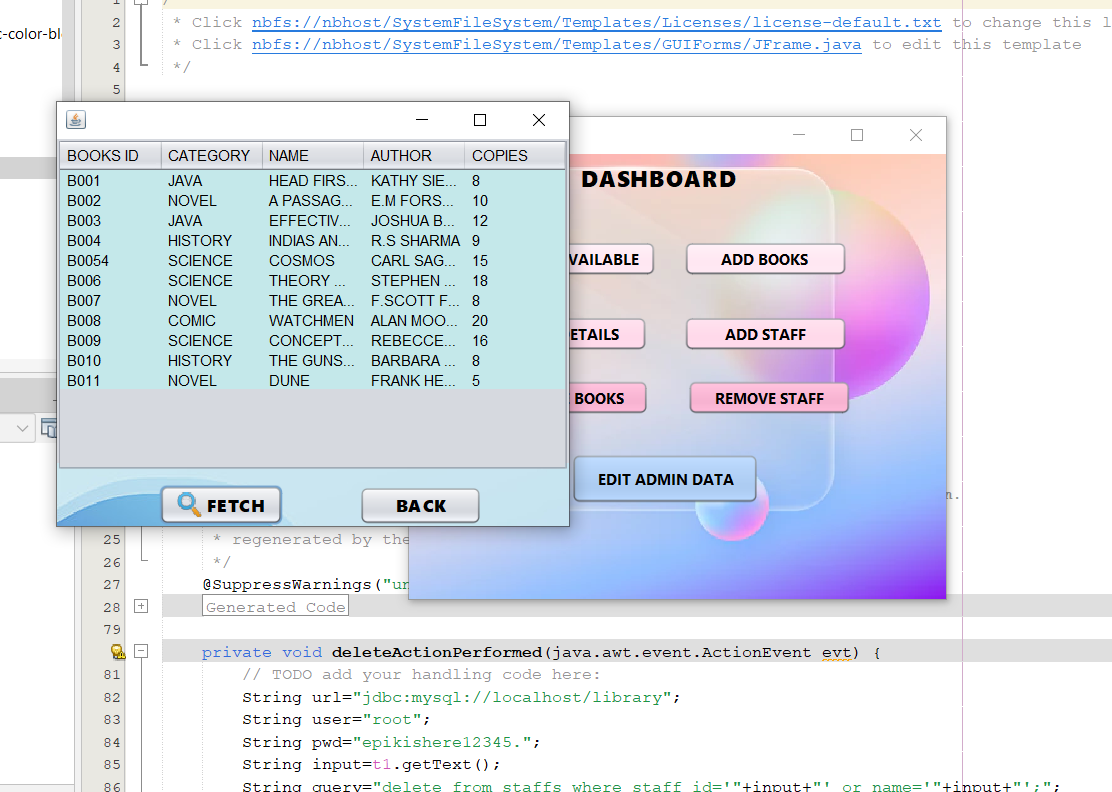 1 /
2 * Click nbfs://nbhost/SystemFileSystem/Templates/Licenses/license-default.txt to change this l
c-color-bl
3 * Click nbfs://nbhost/SystemFileSystem/Templates/GUIForms/JFrame.java to edit this template
4 */
5
BOOKS ID CATEGORY NAME AUTHOR COPIES
B001 JAVA HEAD FIRS... KATHY SIE... 8
B002 NOVEL A PASSAG... E.M FORS... 10
B003 JAVA EFFECTIV... JOSHUA B... 12
B004 HISTORY INDIAS AN... R.S SHARMA 9
B0054 SCIENCE COSMOS CARL SAG... 15
B006 SCIENCE THEORY ... STEPHEN ... 18
B007 NOVEL THE GREA... F.SCOTT F... 8
B008 COMIC WATCHMEN ALAN MOO... 20
B009 SCIENCE CONCEPT... REBECCE... 16
B010 HISTORY THE GUNS... BARBARA ... 8
B011 NOVEL DUNE FRANK HE... 5
FETCH BACK
DASHBOARD
VAILABLE ADD BOOKS
ETAILS ADD STAFF
BOOKS REMOVE STAFF
EDIT ADMIN DATA
n.
25 * regenerated by the
26 */
27 @SuppressWarnings("un
28 Generated Code
79
private void deleteActionPerformed(java.awt.event.ActionEvent evt) {
81 // TODO add your handling code here:
82 String url="jdbc:mysql://localhost/library";
83 String user="root";
84 String pwd="epikishere12345.";
85 String input=t1.getText();
86 String query="delete from staffs where staff_id='"+input+"' or name='"+input+"';";